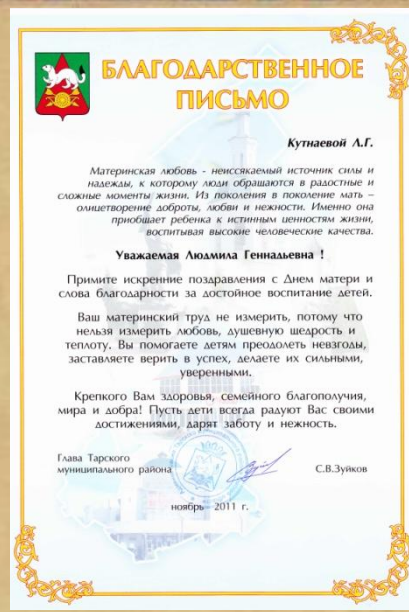 БЛАГОДАРСТВЕННОЕ
ПИСЬМО
Кутнаевой Л.Г.
Материнская любовь - неиссякаемый источник силы и
надежды, к которому люди обращаются в радостные и
сложные моменты жизни. Из поколения в поколение мать –
олицетворение доброты, любви и нежности. Именно она
приобщает ребенка к истинным ценностям жизни,
воспитывая высокие человеческие качества.
Уважаемая Людмила Геннадьевна !
Примите искренние поздравления с Днем матери и
слова благодарности за достойное воспитание детей.
Ваш материнский труд не измерить, потому что
нельзя измерить любовь, душевную щедрость и
теплоту. Вы помогаете детям преодолеть невзгоды,
заставляете верить в успех, делаете их сильными,
уверенными.
Крепкого Вам здоровья, семейного благополучия,
мира и добра! Пусть дети всегда радуют Вас своими
достижениями, дарят заботу и нежность.
Глава Тарского
муниципального района
С.В.Зуйков
ноябрь 2011 г.